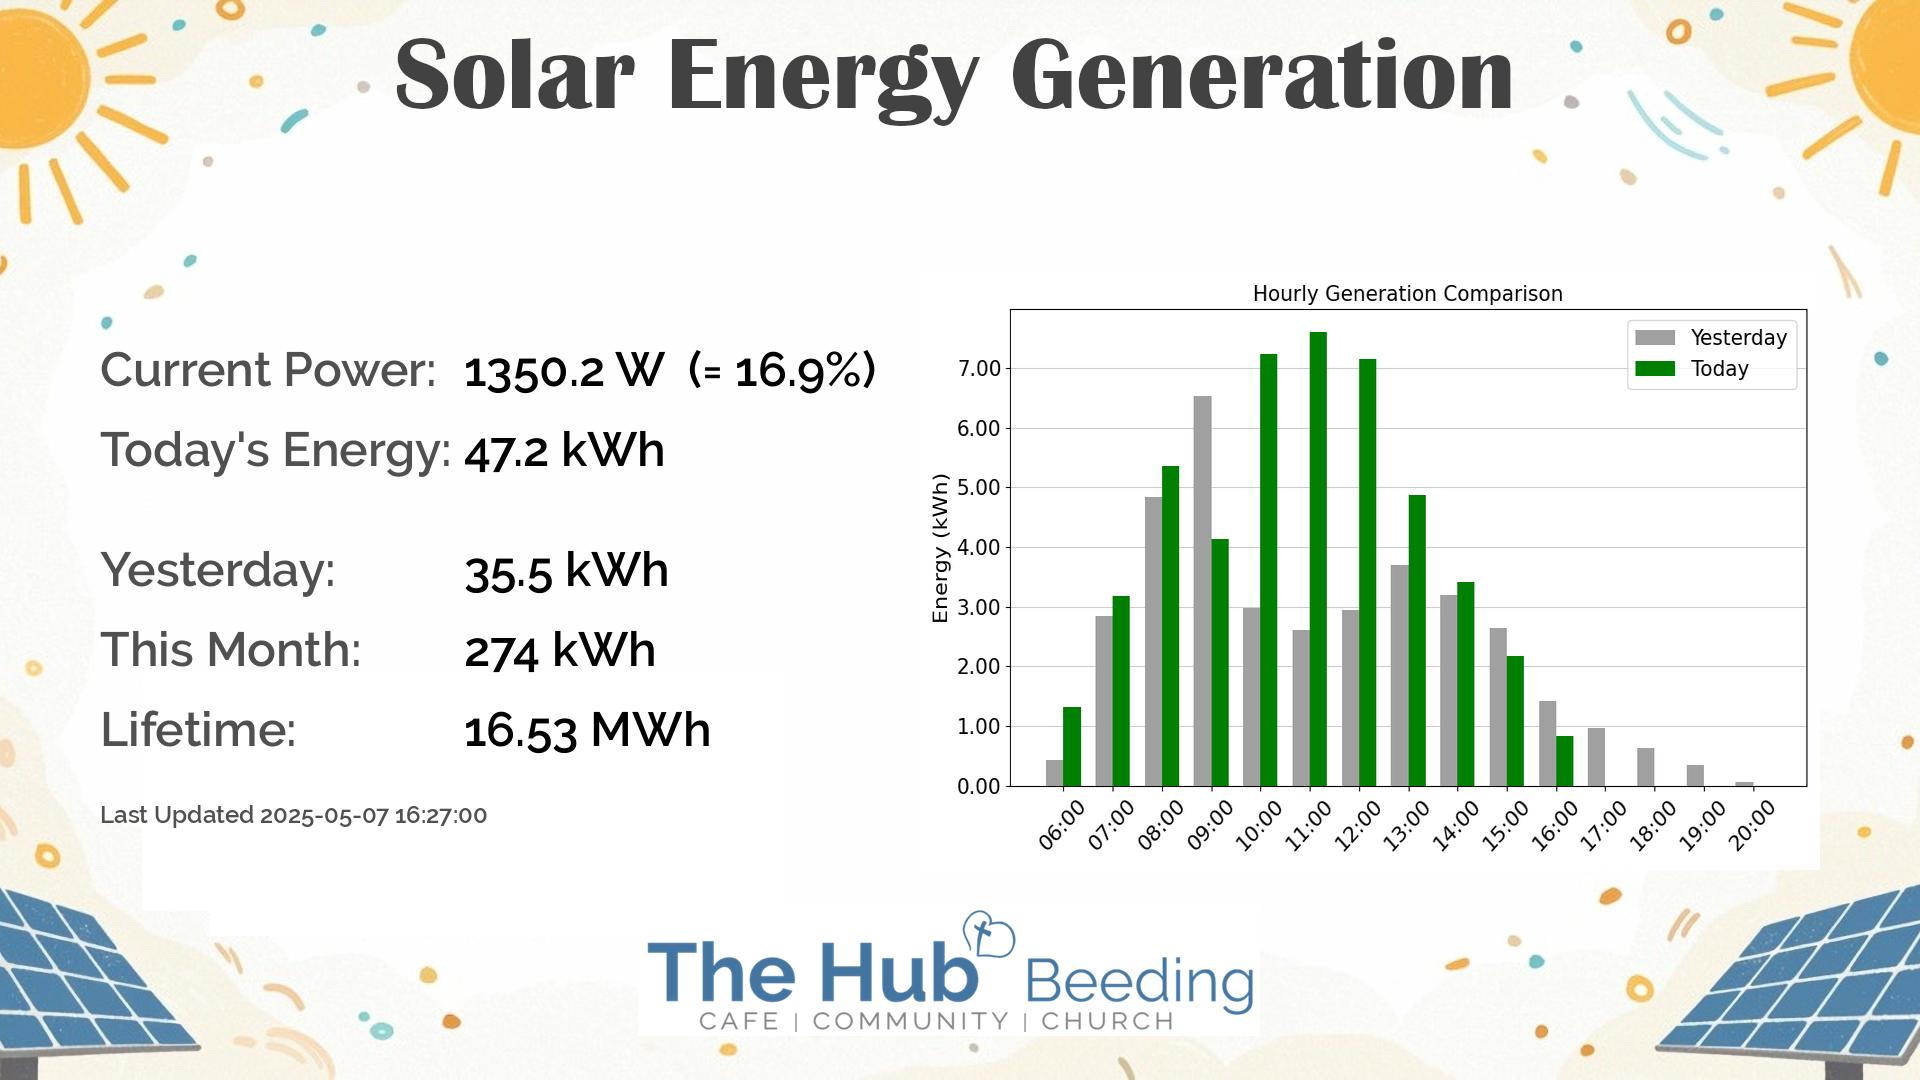 Solar Energy Generation
Current Power: 1350.2 W (= 16.9%)
Today's Energy: 47.2 kWh
Yesterday: 35.5 kWh
This Month: 274 kWh
Lifetime: 16.53 MWh
Last Updated 2025-05-07 16:27:00
Hourly Generation Comparison
Yesterday
Today
Energy (kWh)
7.00
6.00
5.00
4.00
3.00
2.00
1.00
0.00
06:00 07:00 08:00 09:00 10:00 11:00 12:00 13:00 14:00 15:00 16:00 17:00 18:00 19:00 20:00
The Hub Beeding
CAFE | COMMUNITY | CHURCH